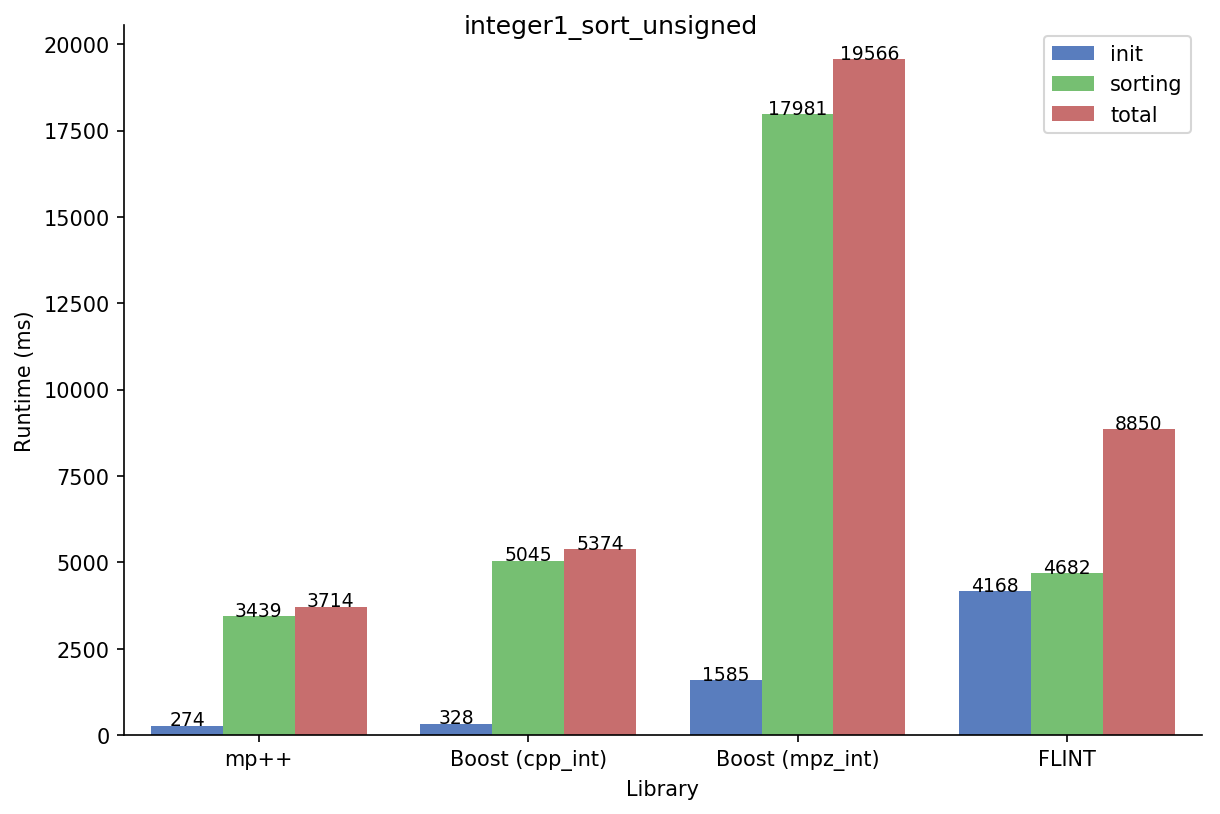 integer1_sort_unsigned
init
sorting
total
Runtime (ms)
20000
17500
15000
12500
10000
7500
5000
2500
0
274
3439
3714
328
5045
5374
1585
17981
19566
4168
4682
8850
mp++
Boost (cpp_int)
Boost (mpz_int)
FLINT
Library